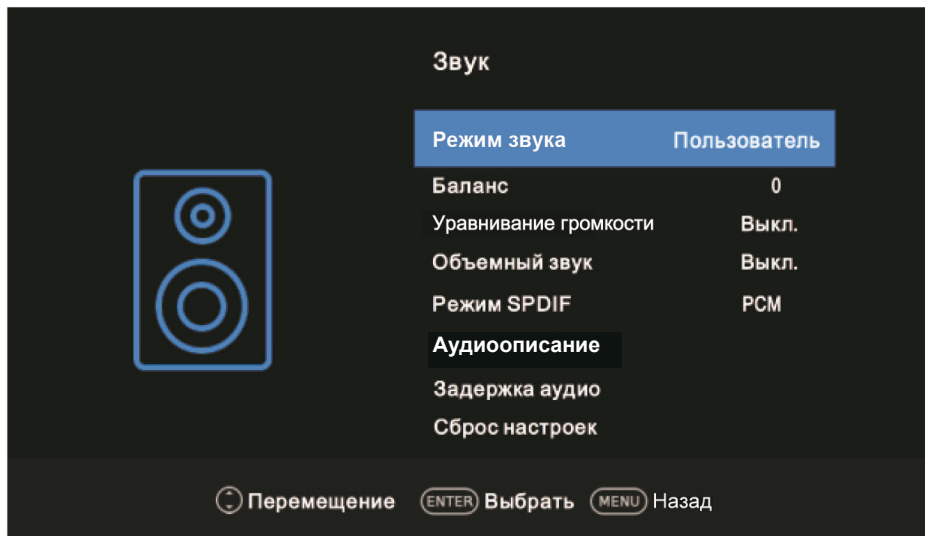 Звук
Режим звука Пользователь
Баланс 0
Уравнивание громкости Выкл.
Объемный звук Выкл.
Режим SPDIF PCM
Аудиоописание
Задержка аудио
Сброс настроек
Перемещение ENTER Выбрать MENU Назад